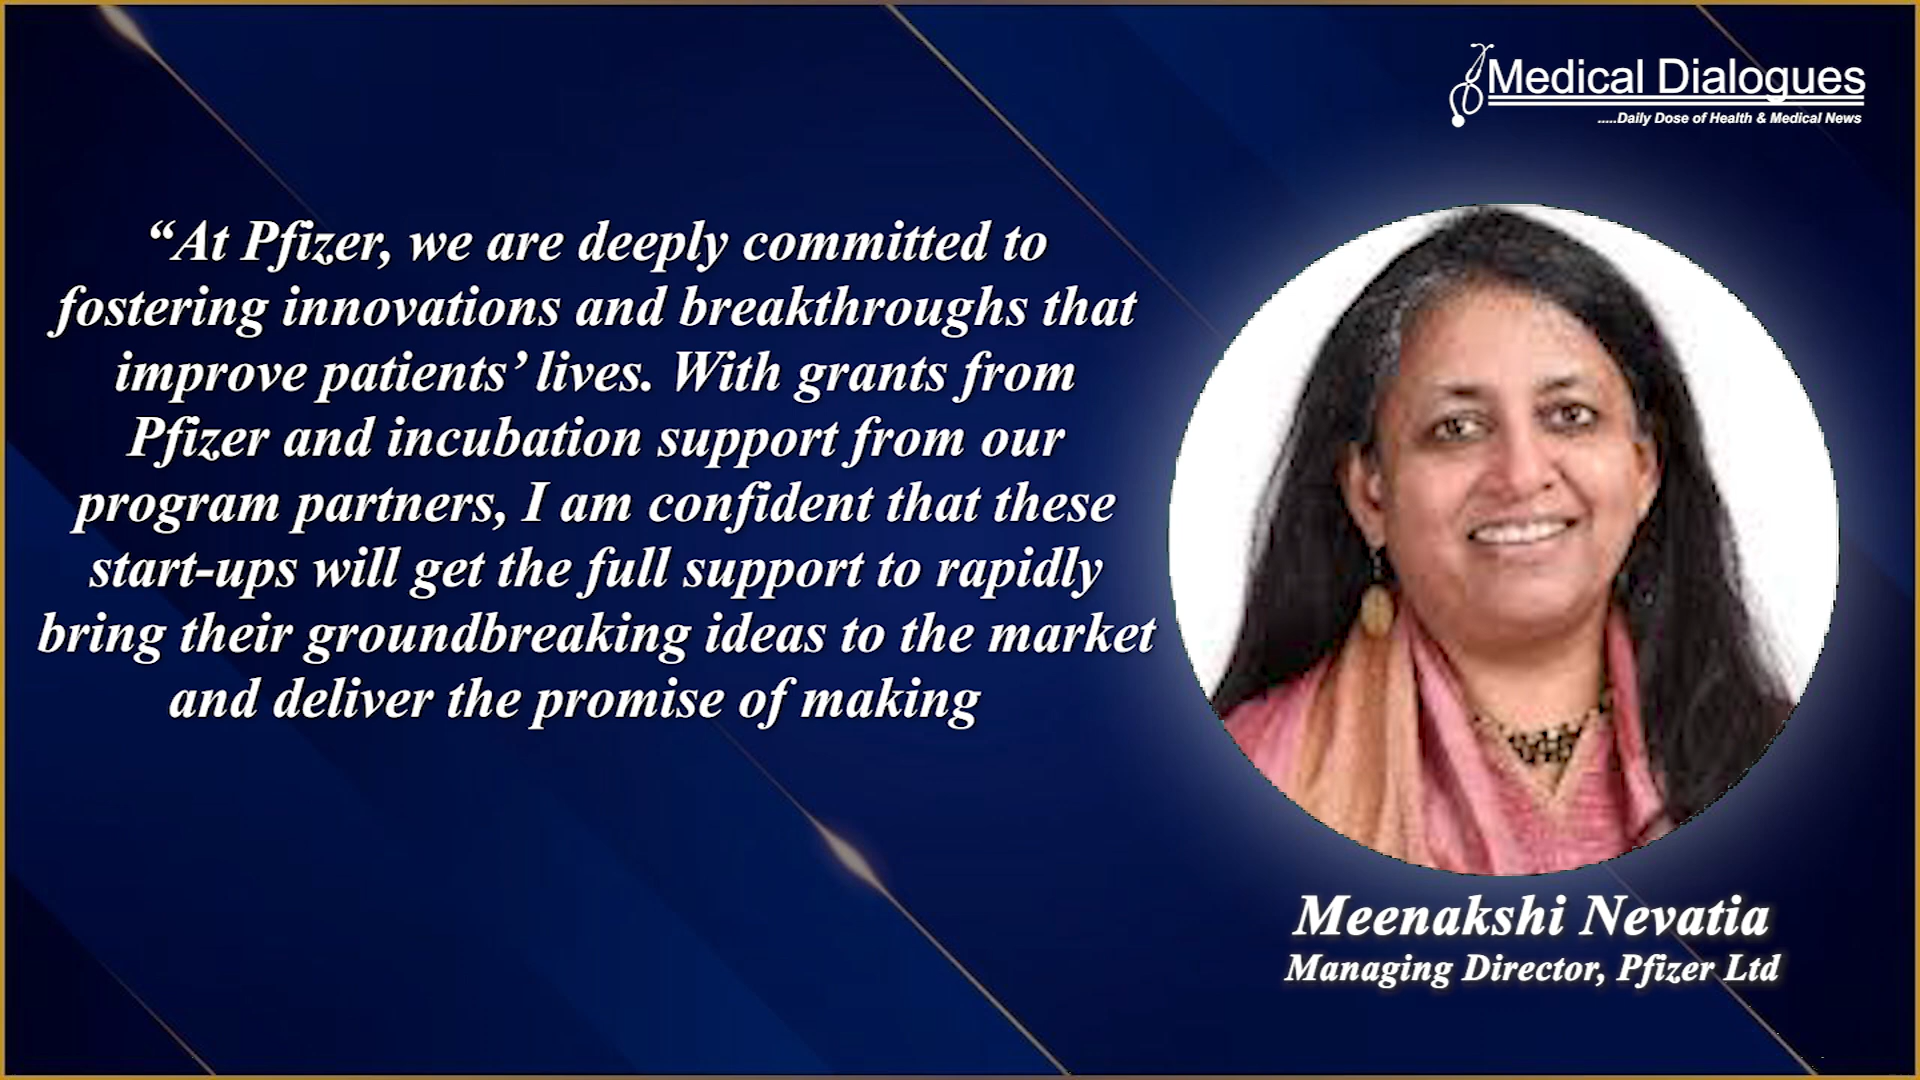 Medical Dialogues
.....Daily Dose of Health & Medical News
“At Pfizer, we are deeply committed to
fostering innovations and breakthroughs that
improve patients’ lives. With grants from
Pfizer and incubation support from our
program partners, I am confident that these
start-ups will get the full support to rapidly
bring their groundbreaking ideas to the market
and deliver the promise of making
Meenakshi Nevatia
Managing Director, Pfizer Ltd